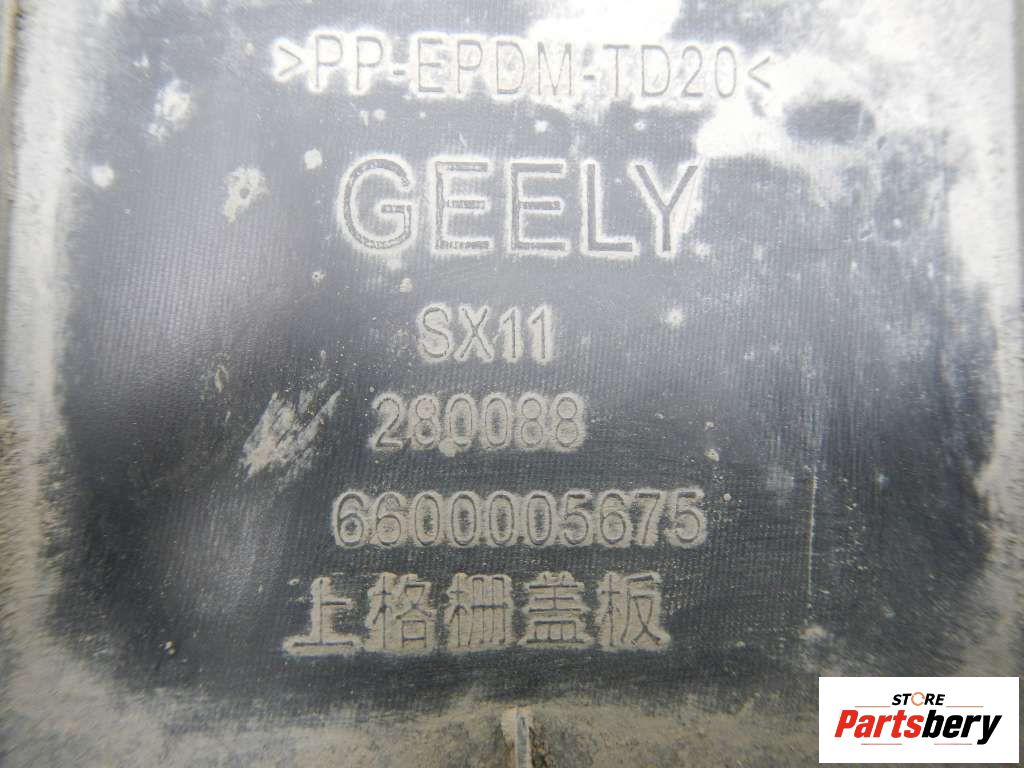 >PP-EPDM-TD20<
GEELY
SX11
280088
6600005675
上格栅盖板
STORE
Partsbery